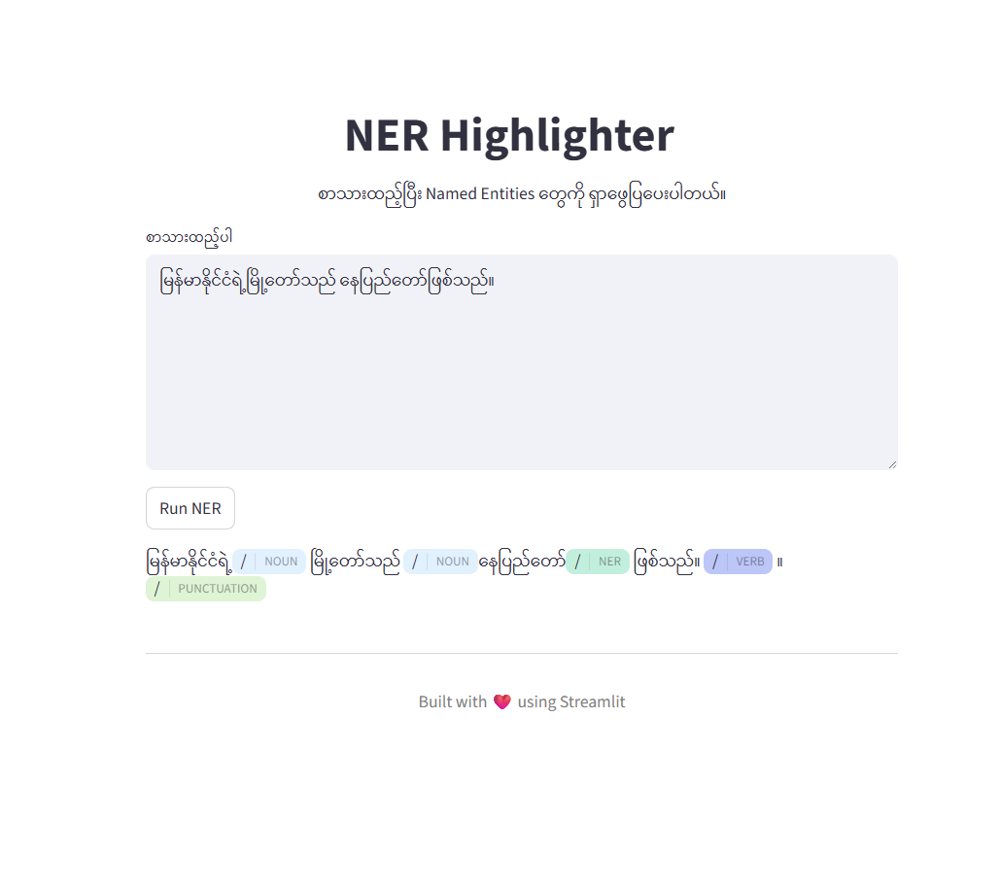 NER Highlighter
စာသားထည့်ပြီး Named Entities တွေကို ရှာဖွေပြပေးပါတယ်။
စာသားထည့်ပါ
မြန်မာနိုင်ငံရဲ့မြို့တော်သည် နေပြည်တော်ဖြစ်သည်။
Run NER
မြန်မာနိုင်ငံရဲ့ / NOUN မြို့တော်သည် / NOUN နေပြည်တော် / NER ဖြစ်သည်။ / VERB ။
/ PUNCTUATION
Built with ❤️ using Streamlit